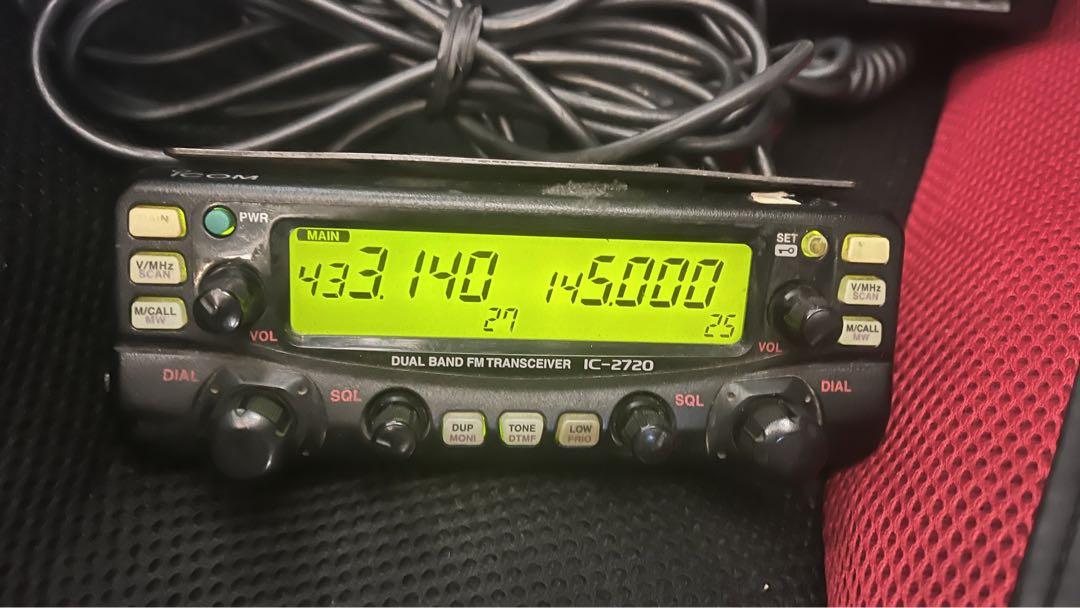 ICOM
MAIN
PWR
V/MHz
SCAN
M/CALL
MW
VOL
DIAL
SQL
MAIN
433.140
27
145.000
25
DUAL BAND FM TRANSCEIVER IC-2720
DUP
MONI
TONE
DTMF
LOW
PRIO
SET
V/MHz
SCAN
M/CALL
MW
VOL
SQL
DIAL